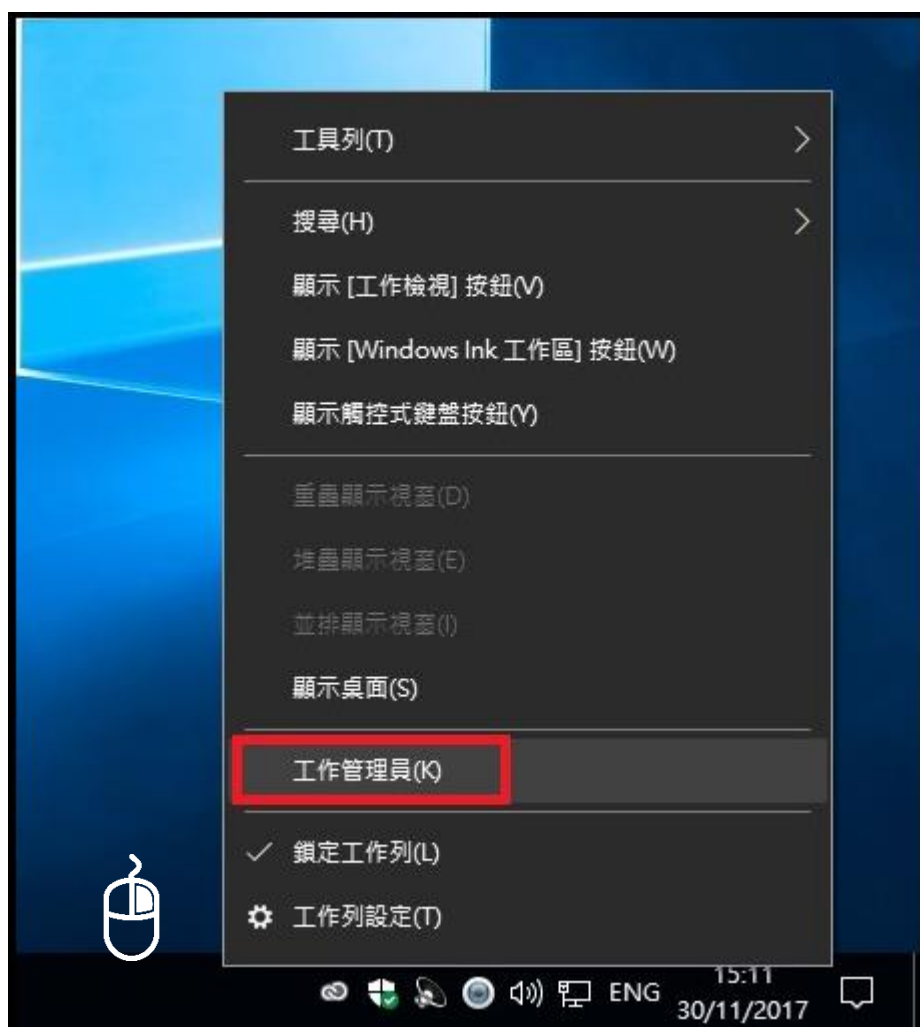 工具列(T)
搜尋(H)
顯示 [工作檢視] 按鈕(V)
顯示 [Windows Ink 工作區] 按鈕(W)
顯示觸控式鍵盤按鈕(Y)
重疊顯示視窗(D)
堆疊顯示視窗(E)
並排顯示視窗(I)
顯示桌面(S)
工作管理員(K)
鎖定工作列(L)
工作列設定(T)
ENG
15:11
30/11/2017